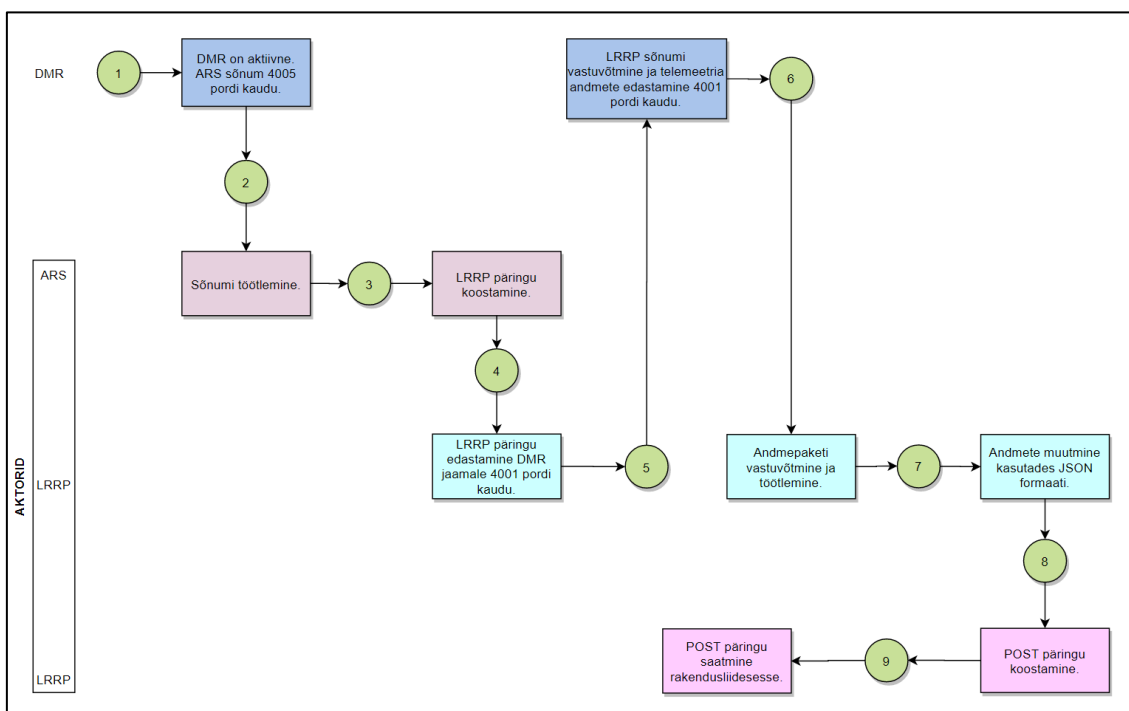 DMR
1
DMR on aktiivne.
ARS sõnum 4005
pordi kaudu.
2
ARS
Sõnumi töötlemine.
3
LRRP päringu
koostamine.
4
AKTORID
LRRP
LRRP päringu
edastamine DMR
jaamale 4001 pordi
kaudu.
5
LRRP sõnumi
vastuvõtmine ja telemeetria
andmete edastamine 4001
pordi kaudu.
6
Andmepaketi
vastuvõtmine ja
töötlemine.
7
Andmete muutmine
kasutades JSON
formaati.
8
LRRP
POST päringu
koostamine.
9
POST päringu
saatmine
rakendusliidesesse.